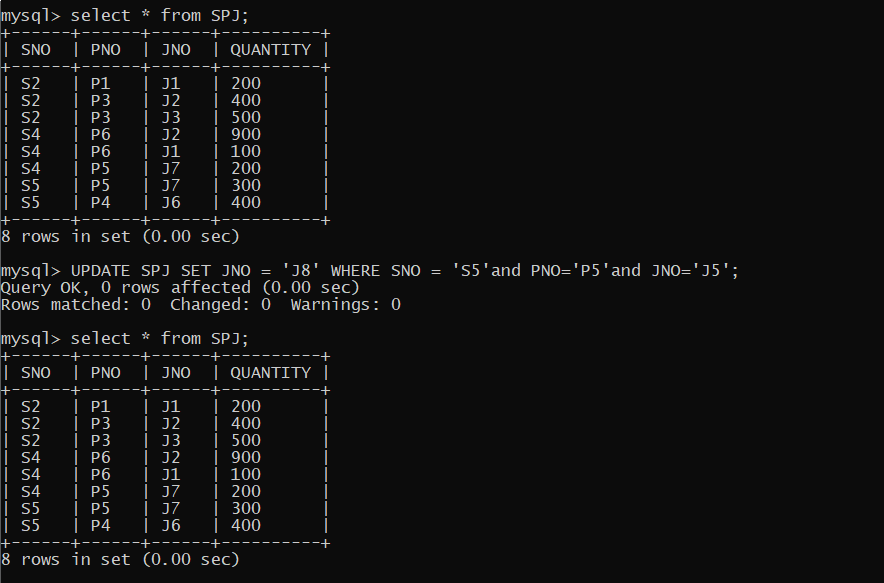 mysql> select * from SPJ;
+------+------+------+----------+
| SNO  | PNO  | JNO  | QUANTITY |
+------+------+------+----------+
| S2   | P1   | J1   | 200      |
| S2   | P3   | J2   | 400      |
| S2   | P3   | J3   | 500      |
| S4   | P6   | J2   | 900      |
| S4   | P6   | J1   | 100      |
| S4   | P5   | J7   | 200      |
| S5   | P5   | J7   | 300      |
| S5   | P4   | J6   | 400      |
+------+------+------+----------+
8 rows in set (0.00 sec)
mysql> UPDATE SPJ SET JNO = 'J8' WHERE SNO = 'S5'and PNO='P5'and JNO='J5';
Query OK, 0 rows affected (0.00 sec)
Rows matched: 0  Changed: 0  Warnings: 0
mysql> select * from SPJ;
+------+------+------+----------+
| SNO  | PNO  | JNO  | QUANTITY |
+------+------+------+----------+
| S2   | P1   | J1   | 200      |
| S2   | P3   | J2   | 400      |
| S2   | P3   | J3   | 500      |
| S4   | P6   | J2   | 900      |
| S4   | P6   | J1   | 100      |
| S4   | P5   | J7   | 200      |
| S5   | P5   | J7   | 300      |
| S5   | P4   | J6   | 400      |
+------+------+------+----------+
8 rows in set (0.00 sec)